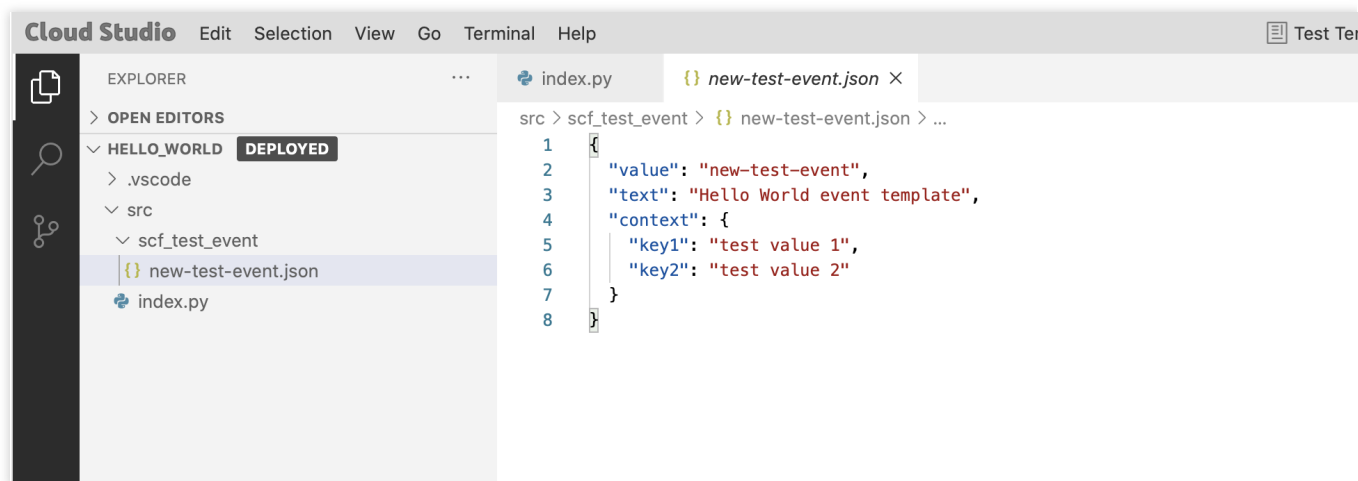 Cloud Studio Edit Selection View Go Terminal Help Test Ter
EXPLORER ...
OPEN EDITORS
HELLO_WORLD DEPLOYED
.vscode
src
scf_test_event
{} new-test-event.json
index.py
index.py {} new-test-event.json
src > scf_test_event > {} new-test-event.json > ...
1 {
2 "value": "new-test-event",
3 "text": "Hello World event template",
4 "context": {
5 "key1": "test value 1",
6 "key2": "test value 2"
7 }
8 }